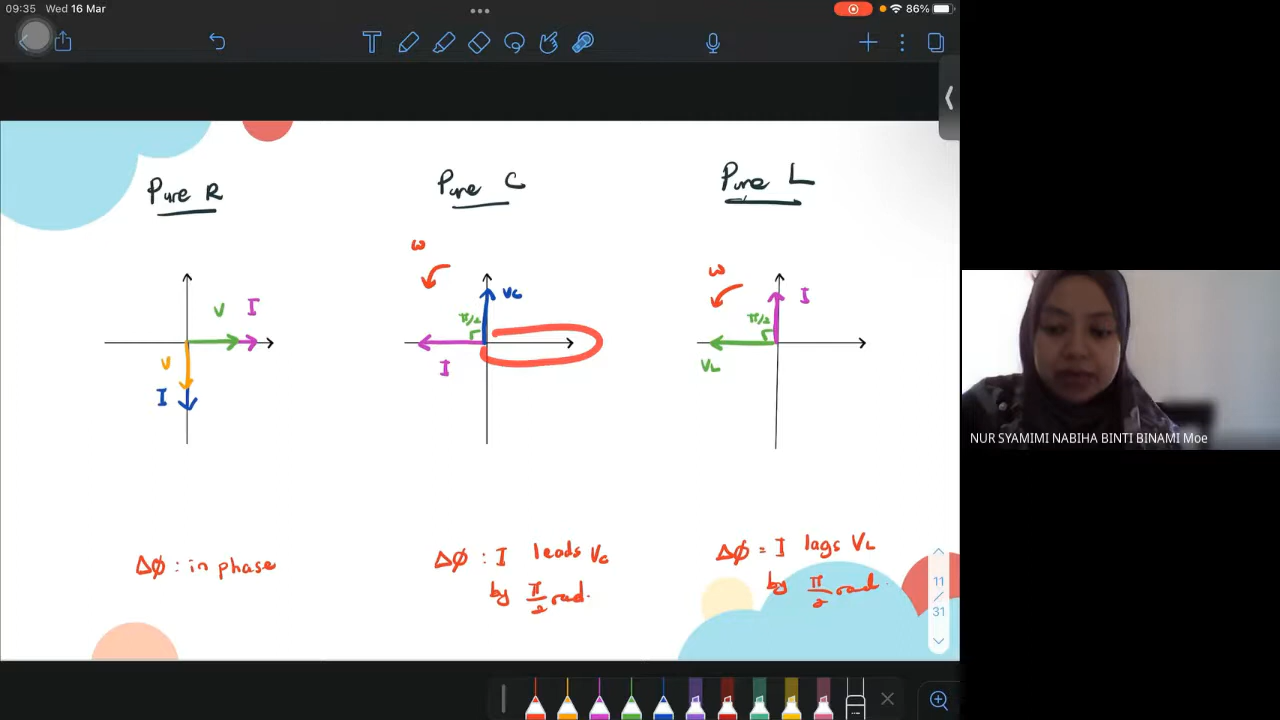 09:35 Wed 16 Mar
86%
Pure R
Pure C
Pure L
ω
VC
π/2
I
ω
I
π/2
VL
V
I
V
I
Δφ : in phase
Δφ : I leads VC
by π/2 rad.
Δφ = I lags VL
by π/2 rad.
11
/
31
NUR SYAMIMI NABIHA BINTI BINAMI Moe